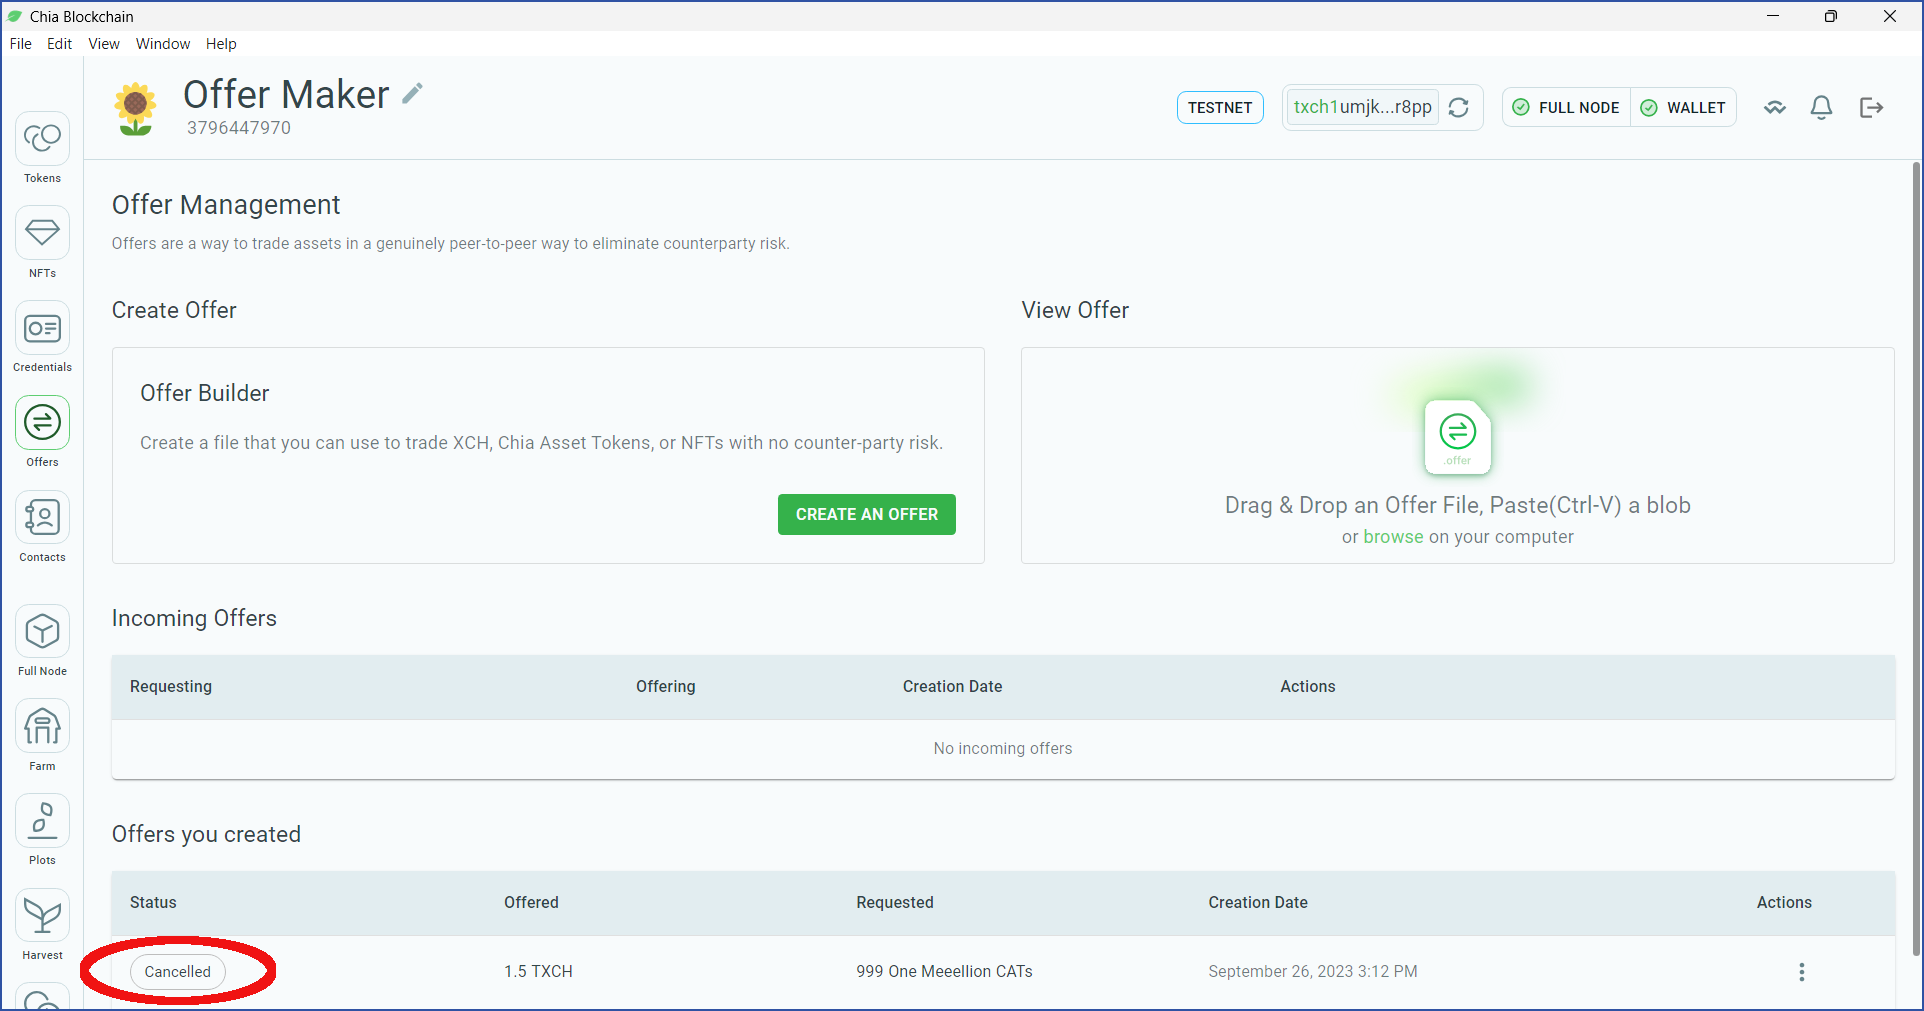 Chia Blockchain
File Edit View Window Help
Offer Maker
3796447970
TESTNET
txch1umjk...r8pp
FULL NODE
WALLET
Tokens
NFTs
Credentials
Offers
Contacts
Full Node
Farm
Plots
Harvest
Offer Management
Offers are a way to trade assets in a genuinely peer-to-peer way to eliminate counterparty risk.
Create Offer
Offer Builder
Create a file that you can use to trade XCH, Chia Asset Tokens, or NFTs with no counter-party risk.
CREATE AN OFFER
View Offer
.offer
Drag & Drop an Offer File, Paste(Ctrl-V) a blob
or browse on your computer
Incoming Offers
Requesting Offering Creation Date Actions
No incoming offers
Offers you created
Status Offered Requested Creation Date Actions
Cancelled 1.5 TXCH 999 One Meeellion CATs September 26, 2023 3:12 PM